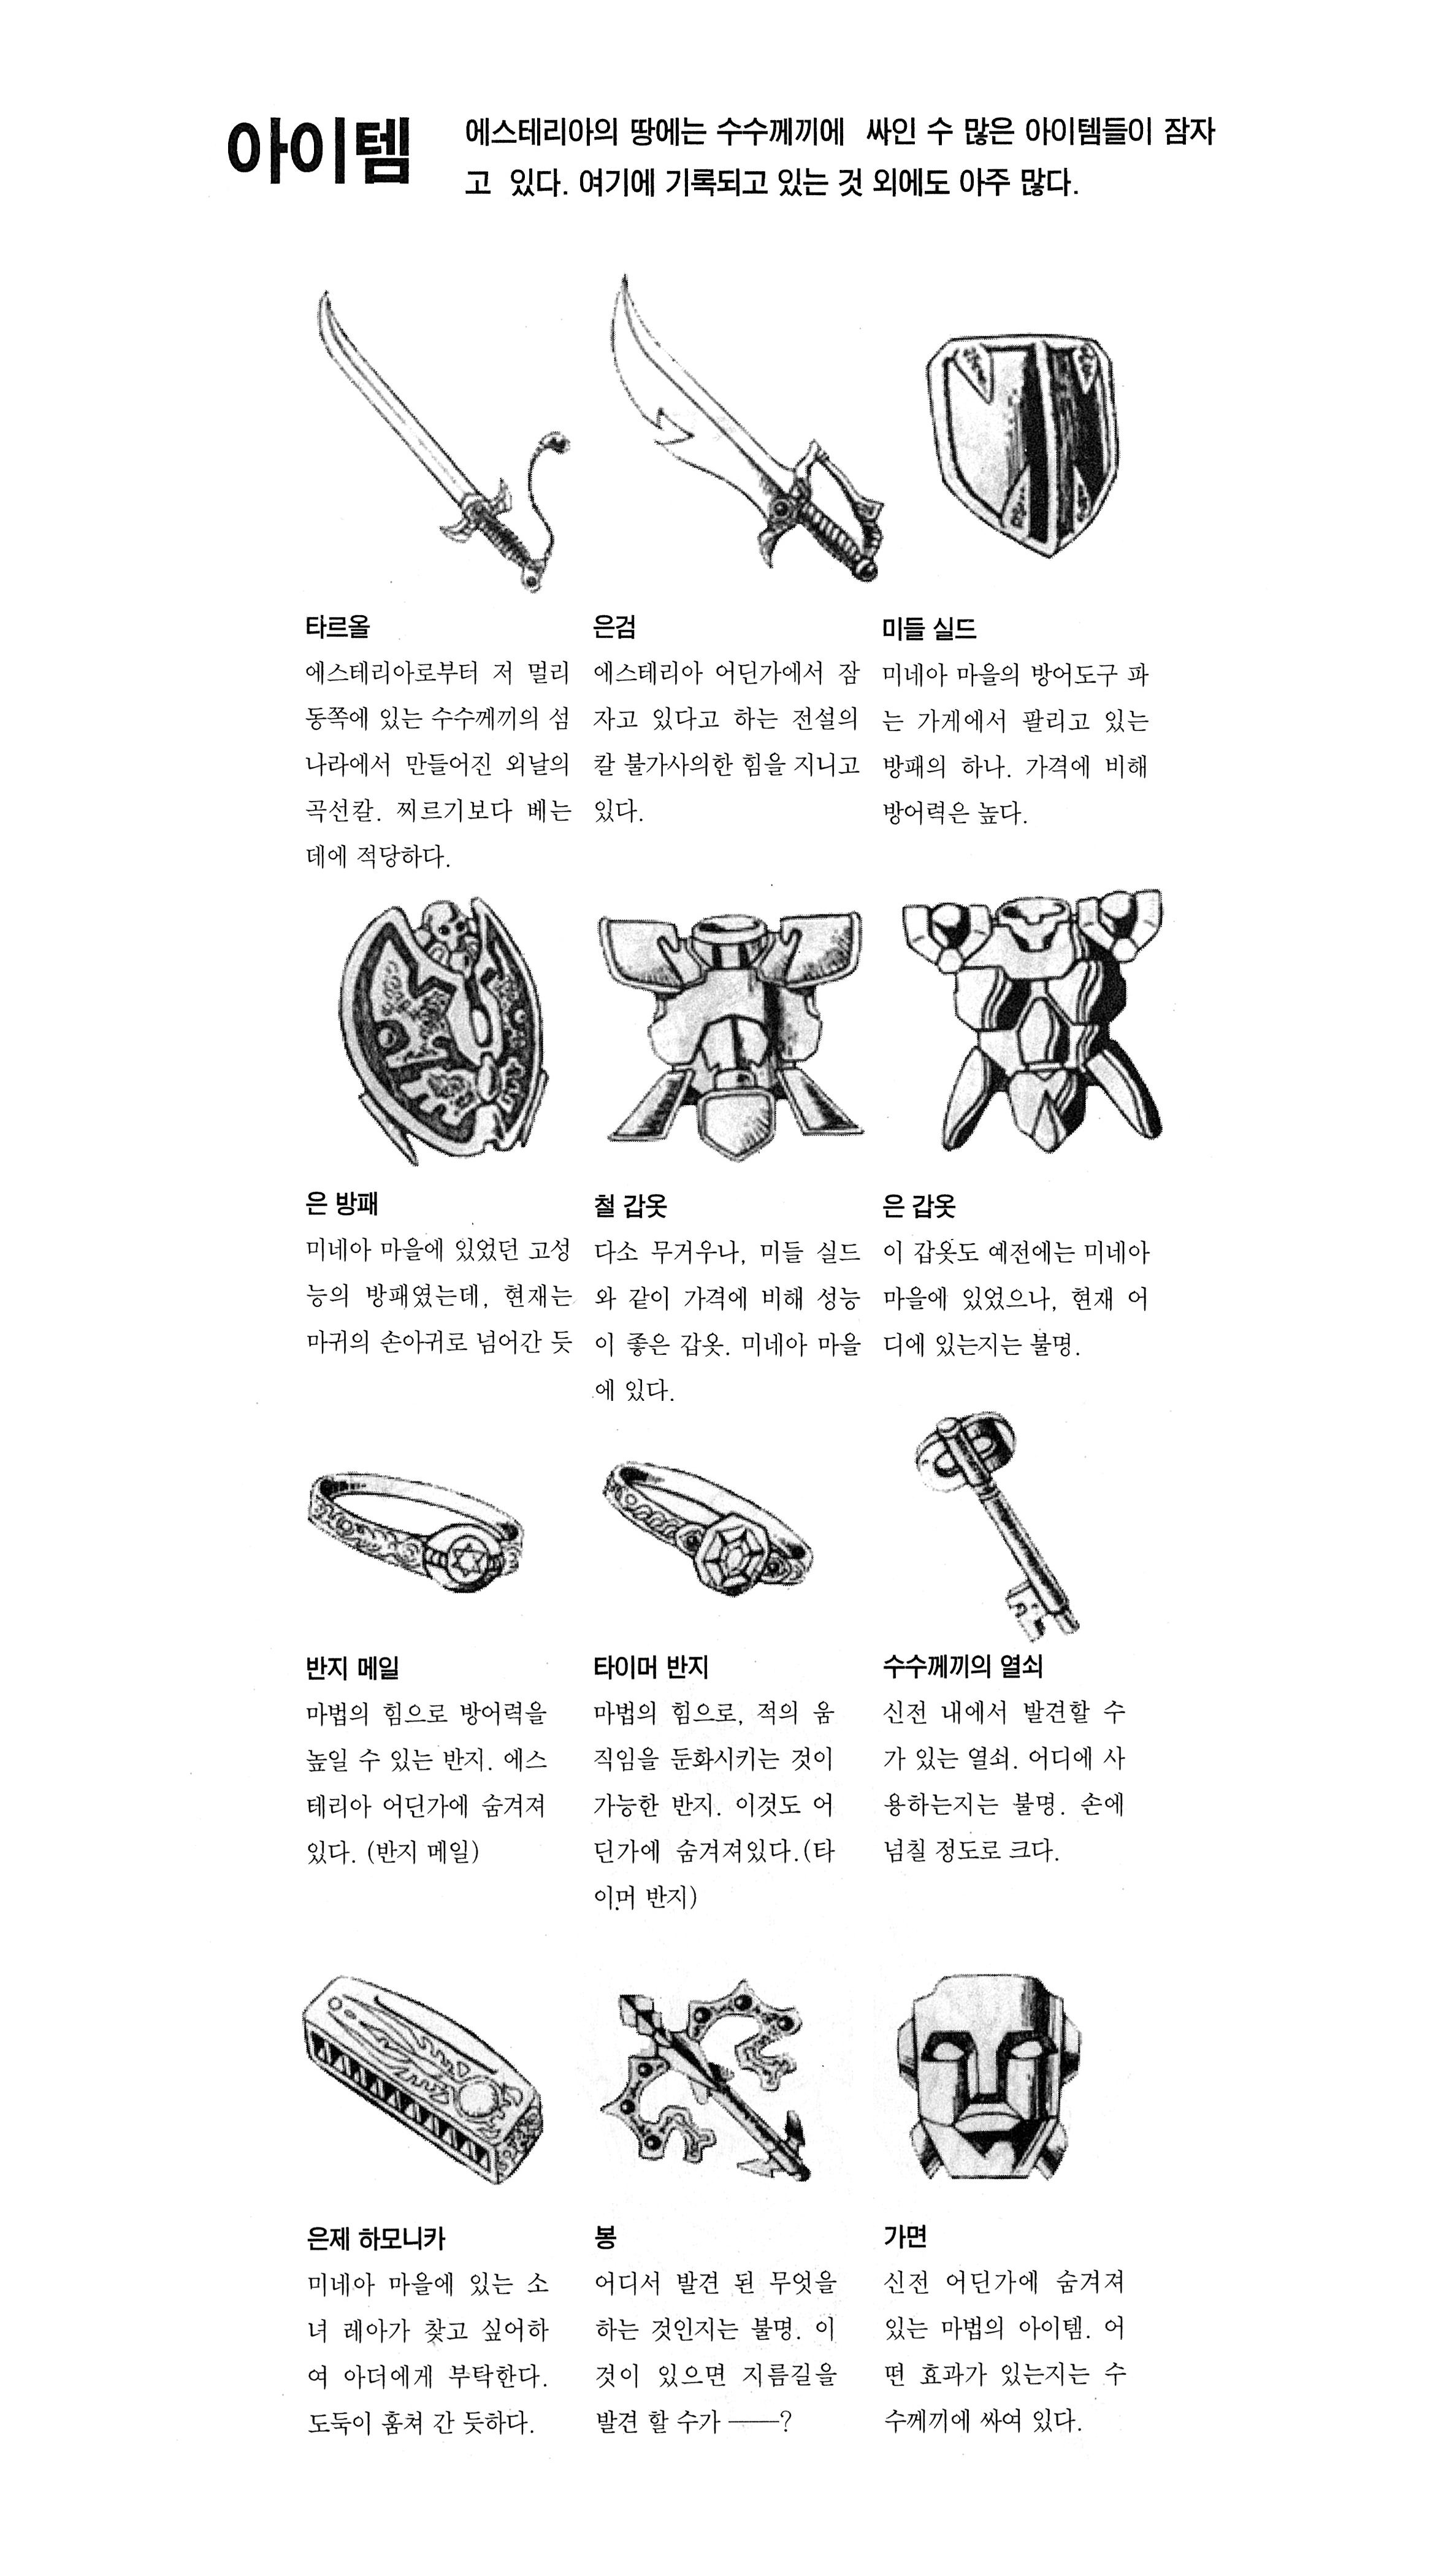 아이템
에스테리아의 땅에는 수수께끼에 싸인 수 많은 아이템들이 잠자
고 있다. 여기에 기록되고 있는 것 외에도 아주 많다.
타르올
에스테리아로부터 저 멀리
동쪽에 있는 수수께끼의 섬
나라에서 만들어진 외날의
곡선칼. 찌르기보다 베는
데에 적당하다.
은검
에스테리아 어딘가에서 잠
자고 있다고 하는 전설의
칼 불가사의한 힘을 지니고
있다.
미들 실드
미네아 마을의 방어도구 파
는 가게에서 팔리고 있는
방패의 하나. 가격에 비해
방어력은 높다.
은 방패
미네아 마을에 있었던 고성
능의 방패였는데, 현재는
마귀의 손아귀로 넘어간 듯
철 갑옷
다소 무거우나, 미들 실드
와 같이 가격에 비해 성능
이 좋은 갑옷. 미네아 마을
에 있다.
은 갑옷
이 갑옷도 예전에는 미네아
마을에 있었으나, 현재 어
디에 있는지는 불명.
반지 메일
마법의 힘으로 방어력을
높일 수 있는 반지. 에스
테리아 어딘가에 숨겨져
있다. (반지 메일)
타이머 반지
마법의 힘으로, 적의 움
직임을 둔화시키는 것이
가능한 반지. 이것도 어
딘가에 숨겨져있다.(타
이머 반지)
수수께끼의 열쇠
신전 내에서 발견할 수
가 있는 열쇠. 어디에 사
용하는지는 불명. 손에
넘칠 정도로 크다.
은제 하모니카
미네아 마을에 있는 소
녀 레아가 찾고 싶어하
여 아더에게 부탁한다.
도둑이 훔쳐 간 듯하다.
봉
어디서 발견 된 무엇을
하는 것인지는 불명. 이
것이 있으면 지름길을
발견 할 수가 ──?
가면
신전 어딘가에 숨겨져
있는 마법의 아이템. 어
떤 효과가 있는지는 수
수께끼에 싸여 있다.